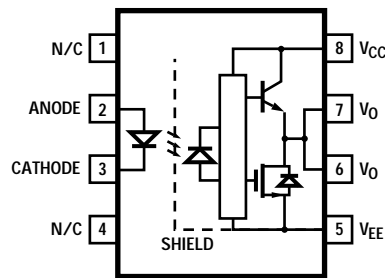 N/C 1
ANODE 2
CATHODE 3
N/C 4
8 VCC
7 VO
6 VO
5 VEE
SHIELD